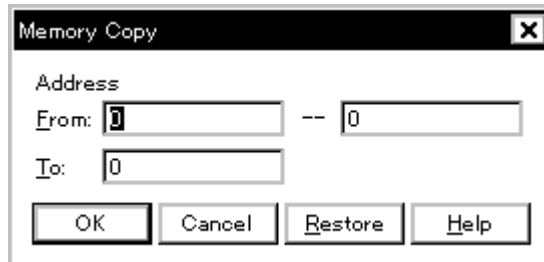 Memory Copy
Address
From: 0 -- 0
To: 0
OK Cancel Restore Help